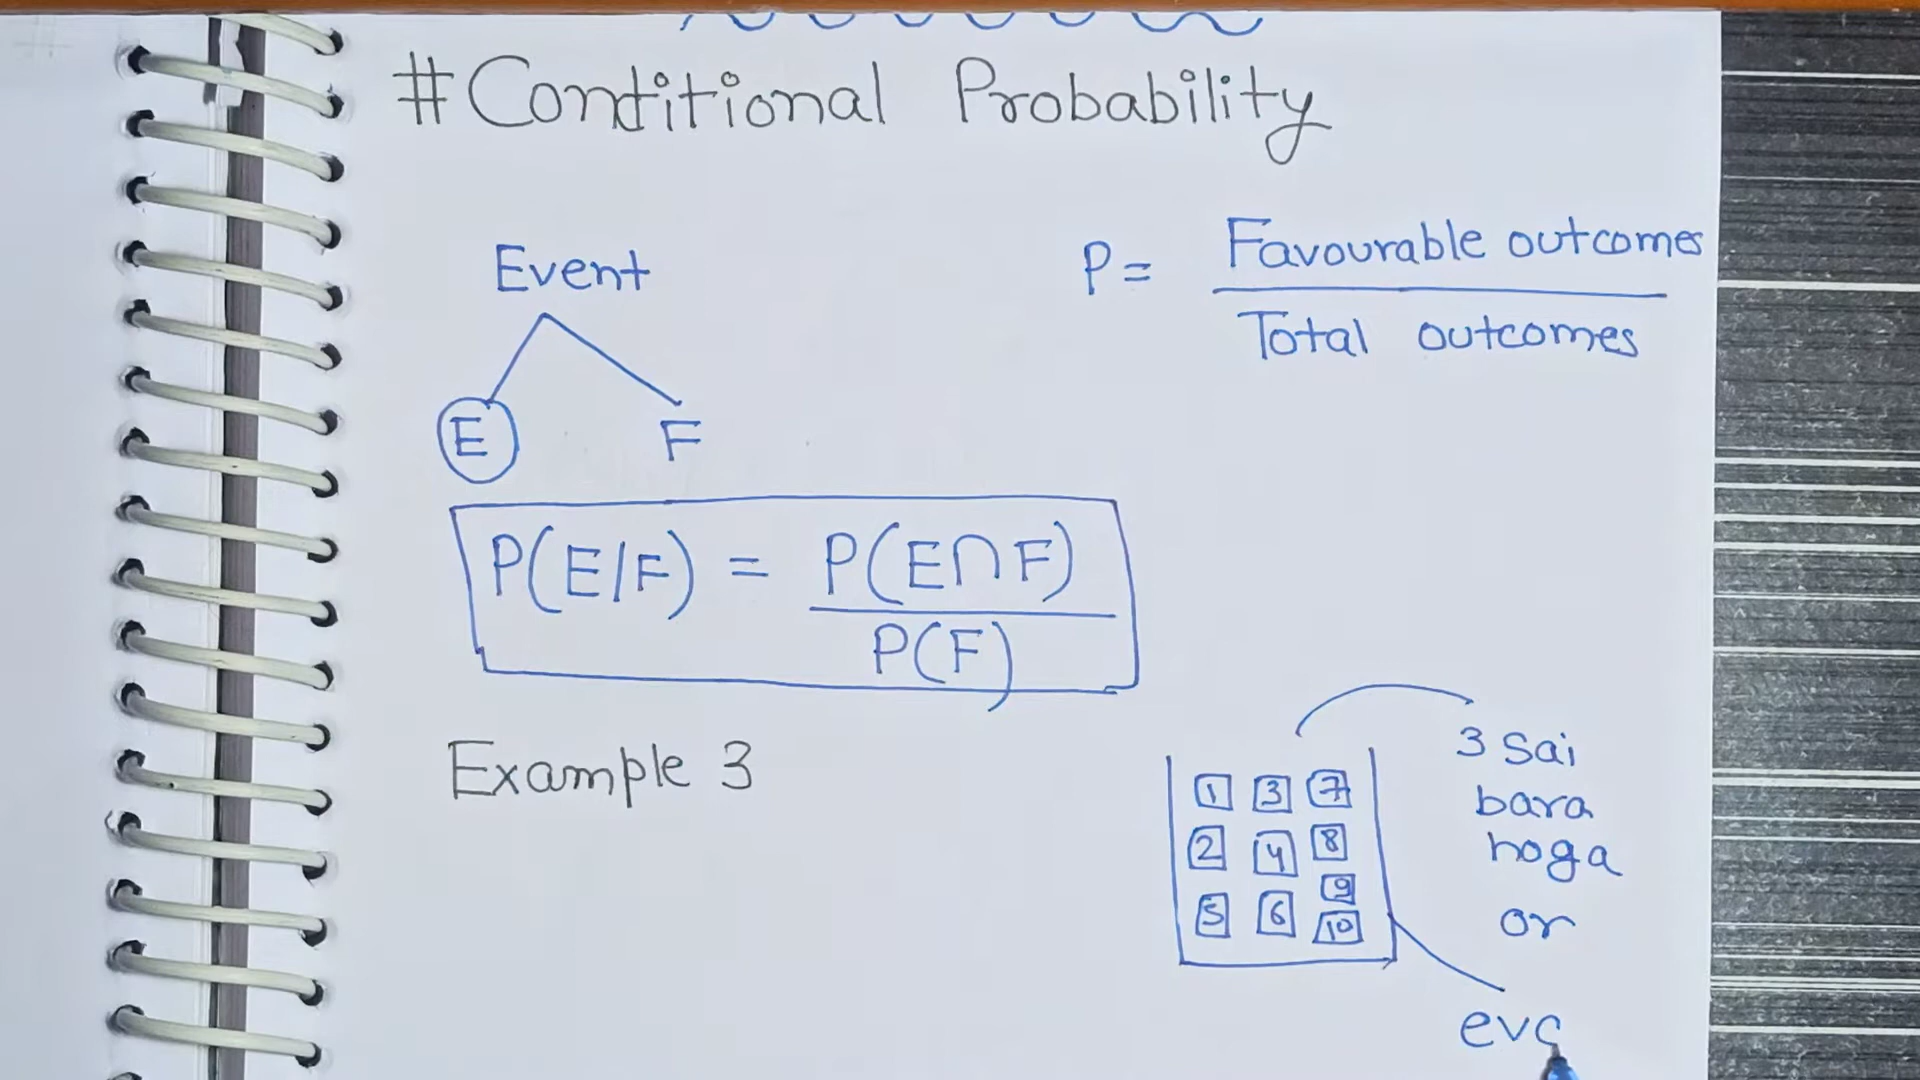 #Conditional Probability
Event
E F
P = Favourable outcomes
Total outcomes
P(E/F) = P(E∩F)
P(F)
Example 3
1 3 7
2 4 8
9
5 6 10
3 Sai
bara
hoga
or
eve